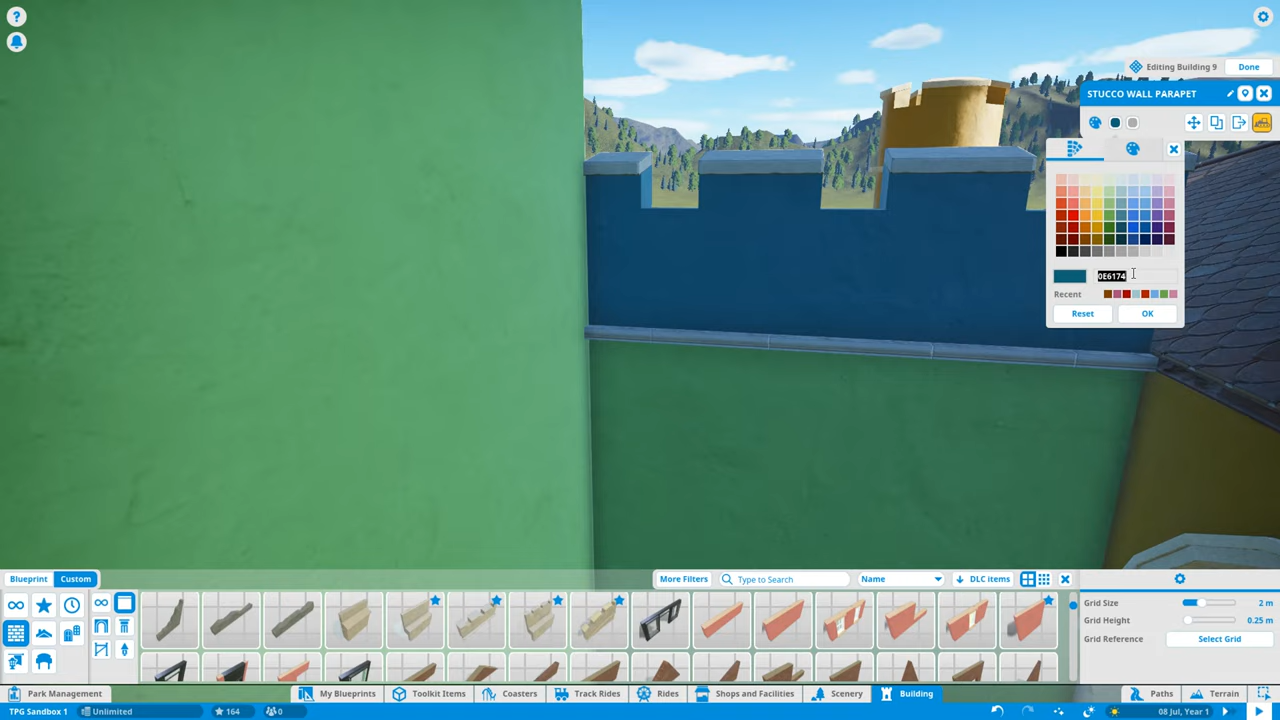 Editing Building 9 Done
STUCCO WALL PARAPET
0E6174
Recent
Reset OK
Blueprint Custom More Filters Type to Search Name DLC items
Grid Size 2 m
Grid Height 0.25 m
Grid Reference Select Grid
Park Management My Blueprints Toolkit Items Coasters Track Rides Rides Shops and Facilities Scenery Building Paths Terrain
TPG Sandbox 1 Unlimited 164 0 08 Jul, Year 1